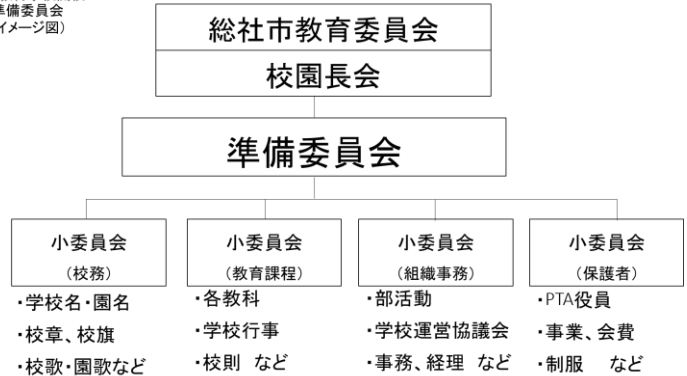 準備委員会
イメージ図）
総社市教育委員会
校園長会
準備委員会
小委員会
（校務）
・学校名・園名
・校章、校旗
・校歌・園歌など
小委員会
（教育課程）
・各教科
・学校行事
・校則 など
小委員会
（組織事務）
・部活動
・学校運営協議会
・事務、経理 など
小委員会
（保護者）
・PTA役員
・事業、会費
・制服 など